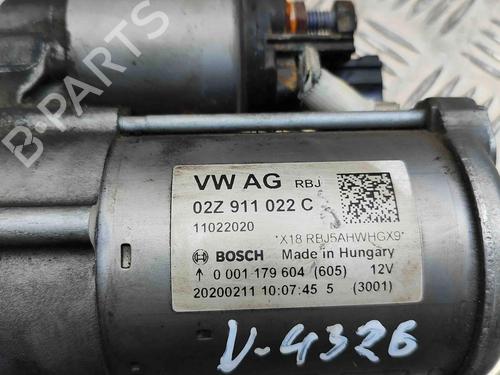 B-PARTS
VW AG RBJ
02Z 911 022 C
11022020
*X18 RBJ5AHWHGX9*
BOSCH Made in Hungary
0 001 179 604 (605) 12V
20200211 10:07:45 5 (3001)
V-4326